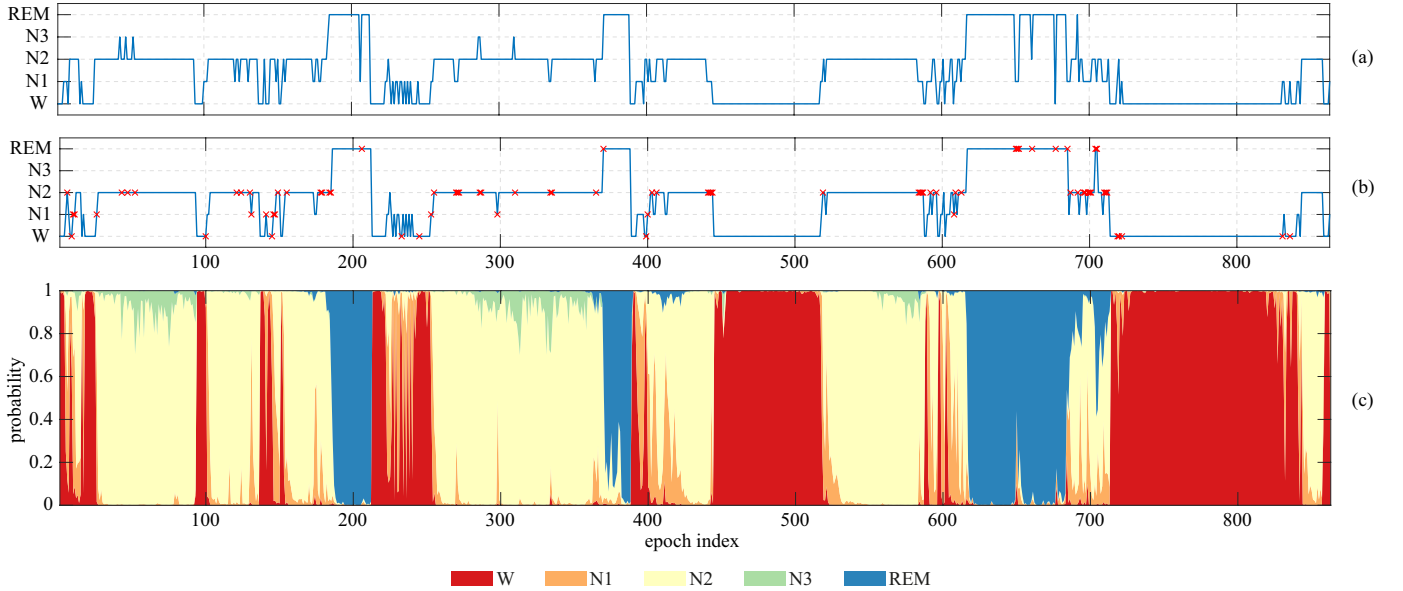 REM
N3
N2
N1
W
(a)
REM
N3
N2
N1
W
(b)
100 200 300 400 500 600 700 800
1
0.8
0.6
0.4
0.2
0
probability
(c)
100 200 300 400 500 600 700 800
epoch index
W N1 N2 N3 REM